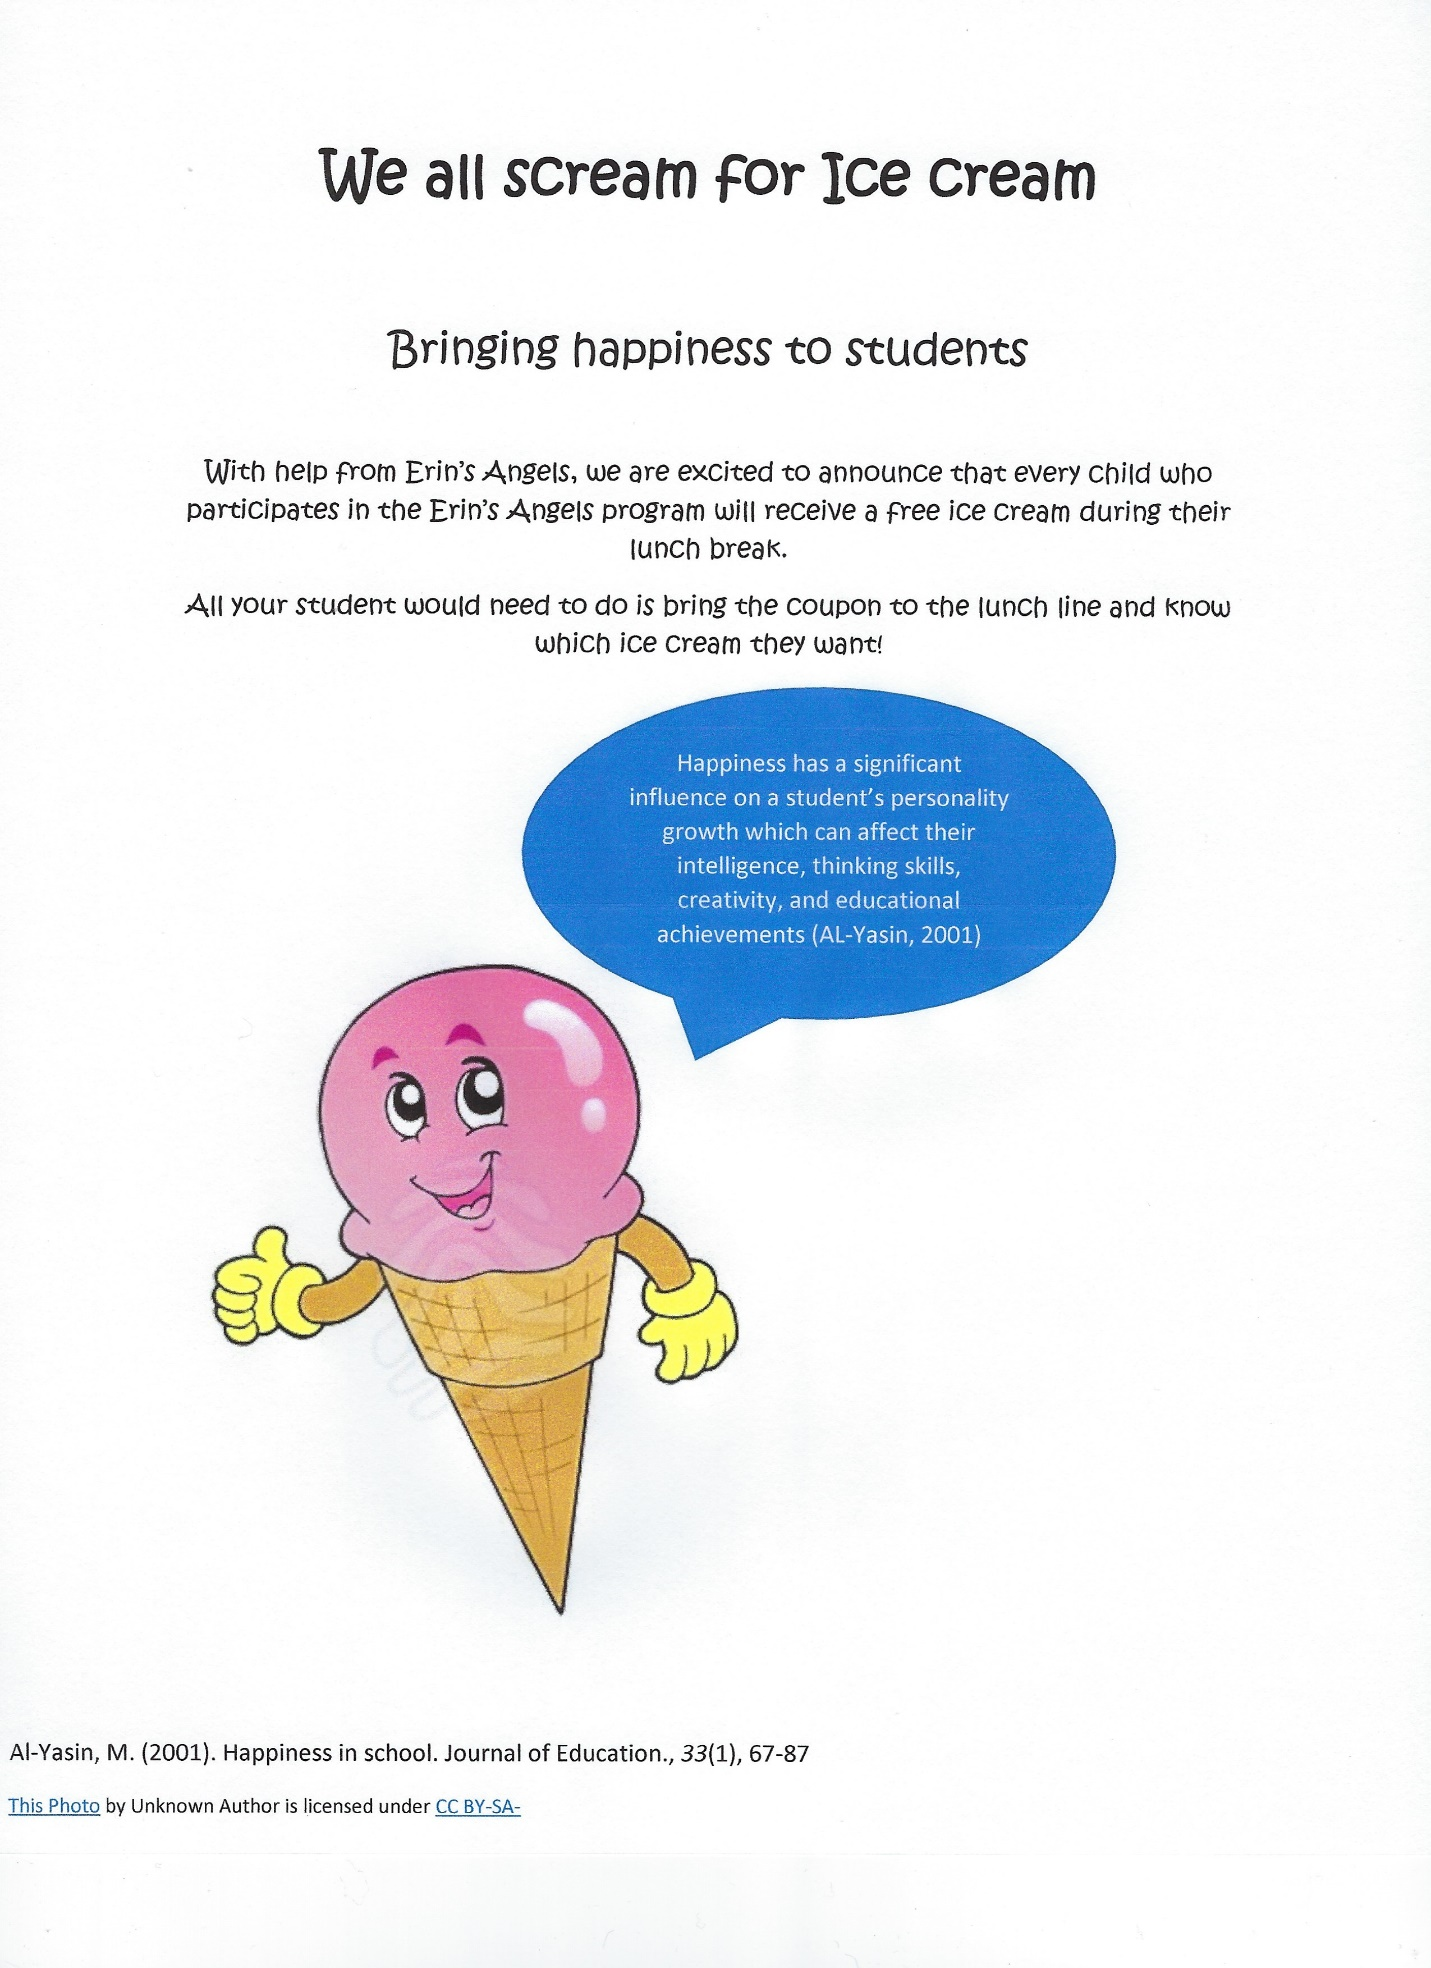 We all scream for Ice cream
Bringing happiness to students
With help from Erin's Angels, we are excited to announce that every child who
participates in the Erin's Angels program will receive a free ice cream during their
lunch break.
All your student would need to do is bring the coupon to the lunch line and know
which ice cream they want!
Happiness has a significant
influence on a student's personality
growth which can affect their
intelligence, thinking skills,
creativity, and educational
achievements (AL-Yasin, 2001)
Al-Yasin, M. (2001). Happiness in school. Journal of Education., 33(1), 67-87
This Photo by Unknown Author is licensed under CC BY-SA-